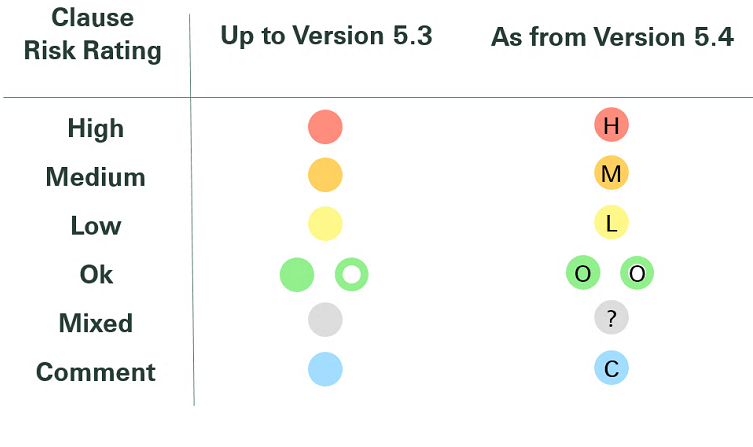 Clause
Risk Rating
Up to Version 5.3
As from Version 5.4
High
H
Medium
M
Low
L
Ok
O O
Mixed
?
Comment
C